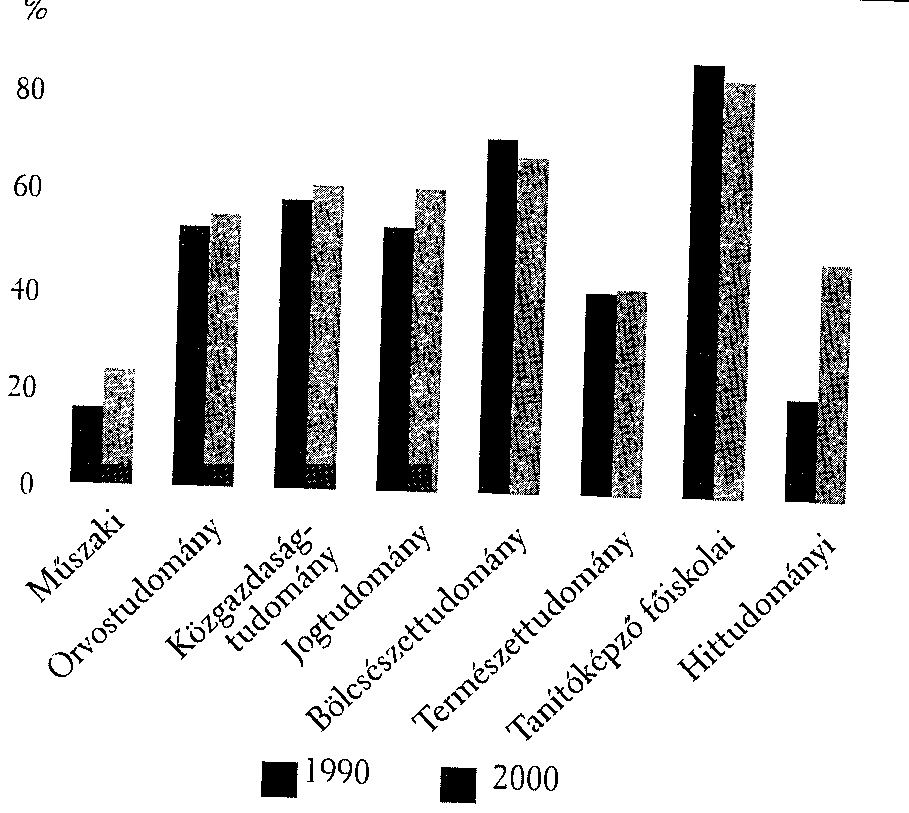 %
80
60
40
20
0
Műszaki
Orvostudomány
Közgazdaság-
tudomány
Jogtudomány
Bölcsészettudomány
Természettudomány
Tanítóképző főiskolai
Hittudományi
1990
2000